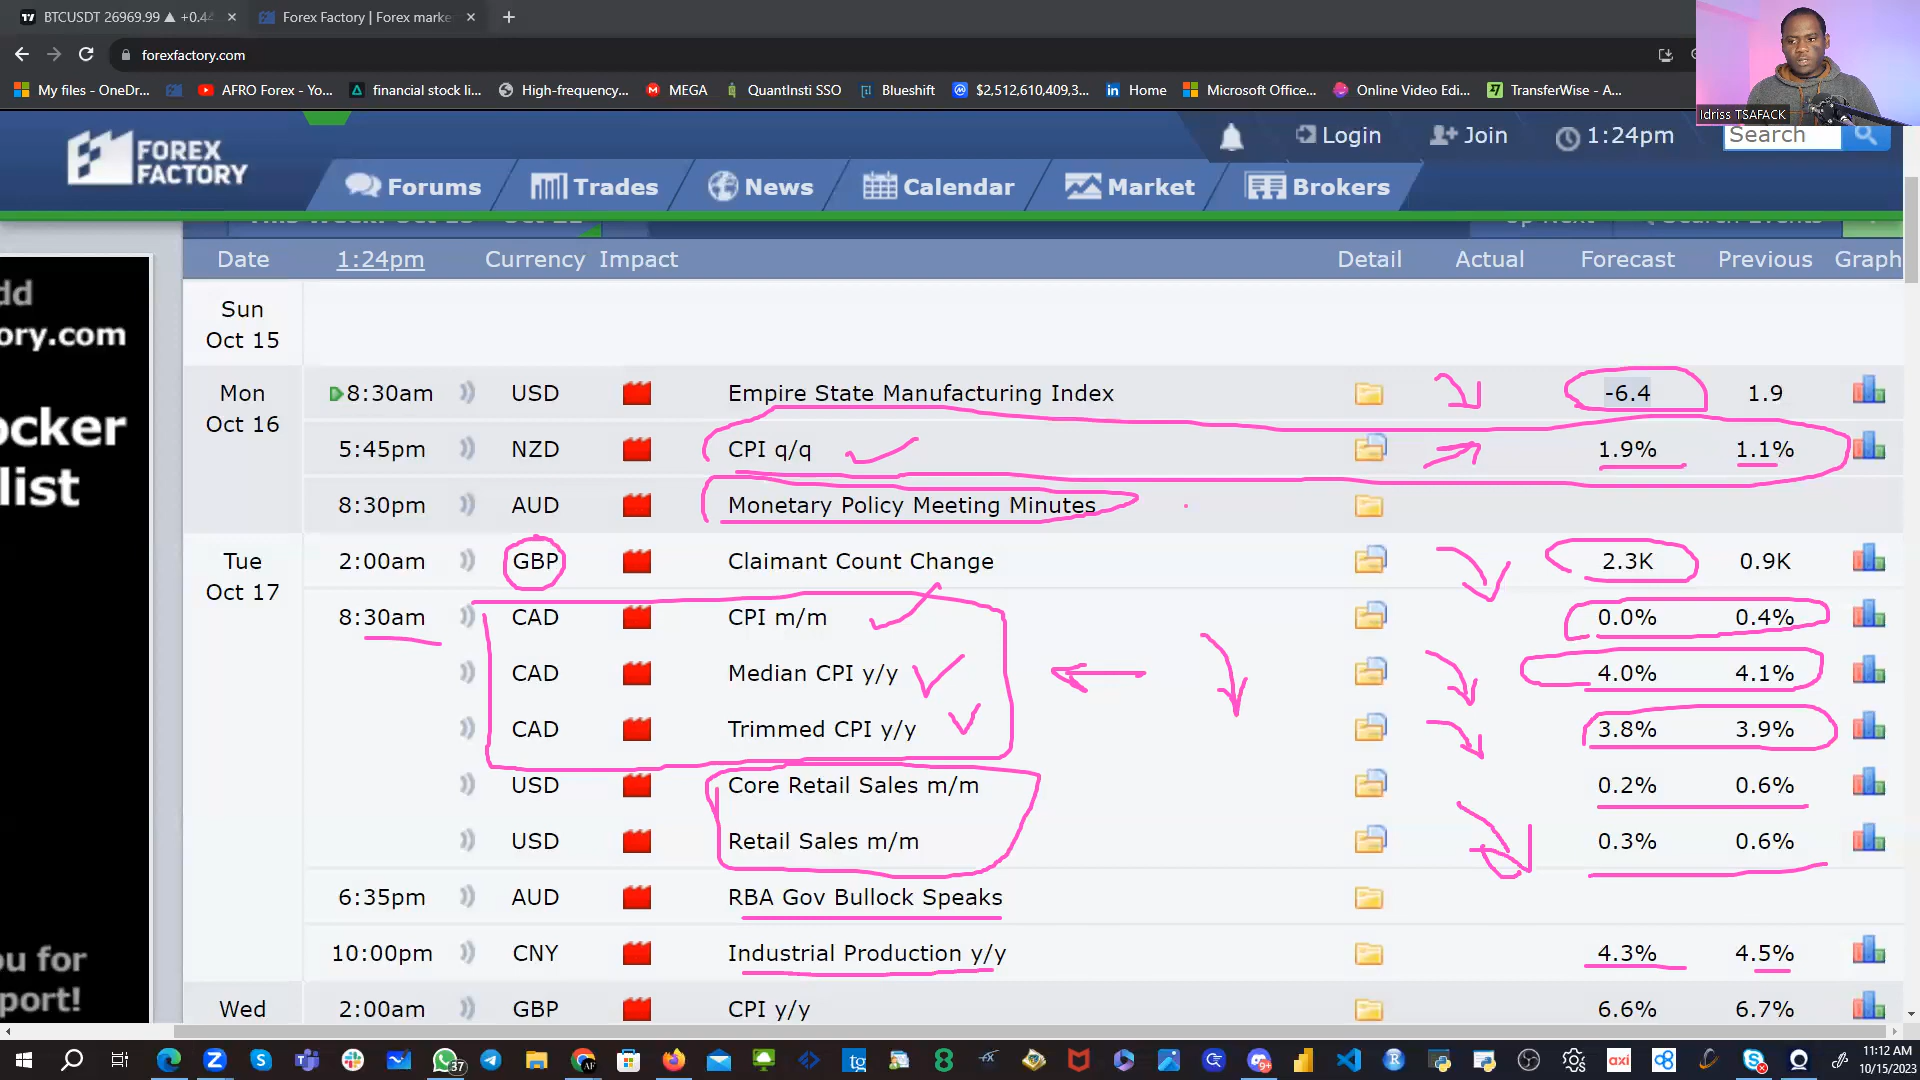 BTCUSDT 26969.99 ▲ +0.4
Forex Factory | Forex marke
forexfactory.com
My files - OneDr...
AFRO Forex - Yo...
financial stock li...
High-frequency...
MEGA
QuantInsti SSO
Blueshift
$2,512,610,409,3...
Home
Microsoft Office...
Online Video Edi...
TransferWise - A...
Idriss TSAFACK
FOREX
FACTORY
Login
Join
1:24pm
Search
Forums
Trades
News
Calendar
Market
Brokers
Date 1:24pm Currency Impact Detail Actual Forecast Previous Graph
Sun
Oct 15
Mon
Oct 16
8:30am USD Empire State Manufacturing Index -6.4 1.9
5:45pm NZD CPI q/q 1.9% 1.1%
8:30pm AUD Monetary Policy Meeting Minutes
Tue
Oct 17
2:00am GBP Claimant Count Change 2.3K 0.9K
8:30am CAD CPI m/m 0.0% 0.4%
CAD Median CPI y/y 4.0% 4.1%
CAD Trimmed CPI y/y 3.8% 3.9%
USD Core Retail Sales m/m 0.2% 0.6%
USD Retail Sales m/m 0.3% 0.6%
6:35pm AUD RBA Gov Bullock Speaks
10:00pm CNY Industrial Production y/y 4.3% 4.5%
Wed 2:00am GBP CPI y/y 6.6% 6.7%
dd
ory.com
ocker
list
u for
port!
37
9+
tg
axi
11:12 AM
10/15/2023